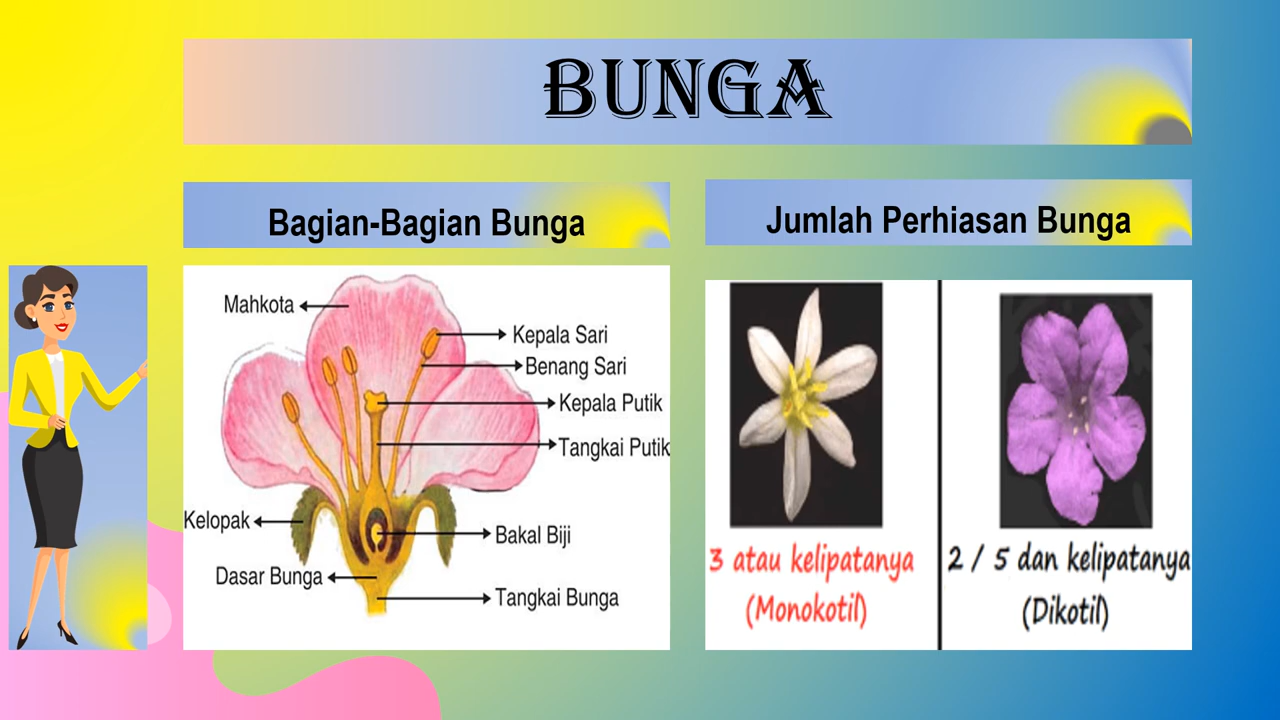 BUNGA
Bagian-Bagian Bunga
Jumlah Perhiasan Bunga
Mahkota
Kepala Sari
Benang Sari
Kepala Putik
Tangkai Putik
Kelopak
Bakal Biji
Dasar Bunga
Tangkai Bunga
3 atau kelipatanya
(Monokotil)
2 / 5 dan kelipatanya
(Dikotil)